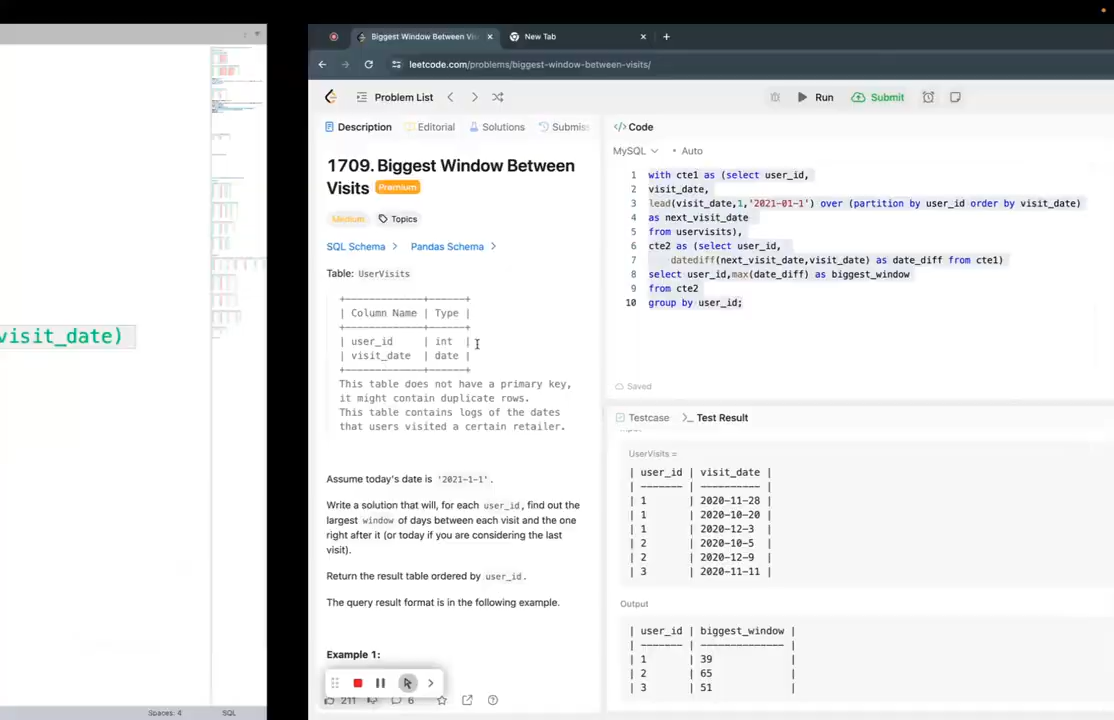 visit_date)
Spaces: 4
SQL
Biggest Window Between Vis
New Tab
leetcode.com/problems/biggest-window-between-visits/
Problem List
Run
Submit
Description
Editorial
Solutions
Submiss
1709. Biggest Window Between
Visits
Premium
Medium
Topics
SQL Schema >
Pandas Schema >
Table: UserVisits
+-------------+------+
| Column Name | Type |
+-------------+------+
| user_id | int |
| visit_date | date |
+-------------+------+
This table does not have a primary key,
it might contain duplicate rows.
This table contains logs of the dates
that users visited a certain retailer.
Assume today's date is '2021-1-1'.
Write a solution that will, for each user_id, find out the
largest window of days between each visit and the one
right after it (or today if you are considering the last
visit).
Return the result table ordered by user_id.
The query result format is in the following example.
Example 1:
211
6
</> Code
MySQL
Auto
1 with cte1 as (select user_id,
2 visit_date,
3 lead(visit_date,1,'2021-01-1') over (partition by user_id order by visit_date)
4 as next_visit_date
5 from uservisits),
6 cte2 as (select user_id,
7 datediff(next_visit_date,visit_date) as date_diff from cte1)
8 select user_id,max(date_diff) as biggest_window
9 from cte2
10 group by user_id;
Saved
Testcase
>_ Test Result
UserVisits =
| user_id | visit_date |
| ------- | ---------- |
| 1 | 2020-11-28 |
| 1 | 2020-10-20 |
| 1 | 2020-12-3 |
| 2 | 2020-10-5 |
| 2 | 2020-12-9 |
| 3 | 2020-11-11 |
Output
| user_id | biggest_window |
| ------- | -------------- |
| 1 | 39 |
| 2 | 65 |
| 3 | 51 |